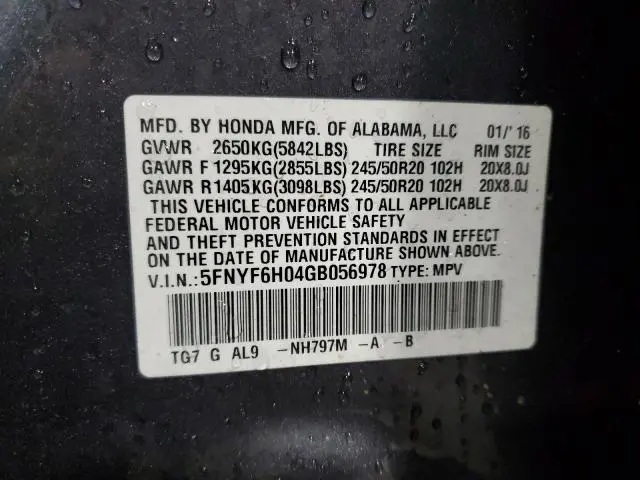 MFD. BY HONDA MFG. OF ALABAMA, LLC 01/'16
GVWR 2650KG(5842LBS) TIRE SIZE RIM SIZE
GAWR F 1295KG(2855LBS) 245/50R20 102H 20X8.0J
GAWR R 1405KG(3098LBS) 245/50R20 102H 20X8.0J
THIS VEHICLE CONFORMS TO ALL APPLICABLE
FEDERAL MOTOR VEHICLE SAFETY
AND THEFT PREVENTION STANDARDS IN EFFECT
ON THE DATE OF MANUFACTURE SHOWN ABOVE.
V.I.N.:5FNYF6H04GB056978 TYPE: MPV
TG7 G AL9 -NH797M -A -B